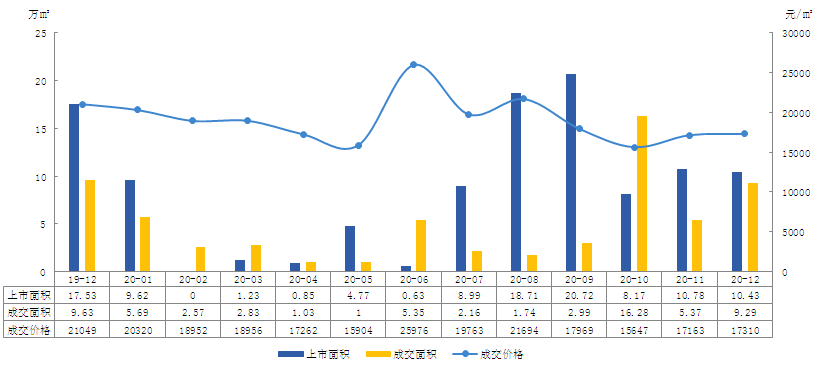 万㎡ 元/㎡
25 30000
20 25000
15 20000
10 15000
5 10000
0 5000
0
19-12 20-01 20-02 20-03 20-04 20-05 20-06 20-07 20-08 20-09 20-10 20-11 20-12
上市面积 17.53 9.62 0 1.23 0.85 4.77 0.63 8.99 18.71 20.72 8.17 10.78 10.43
成交面积 9.63 5.69 2.57 2.83 1.03 1 5.35 2.16 1.74 2.99 16.28 5.37 9.29
成交价格 21049 20320 18952 18956 17262 15904 25976 19763 21694 17969 15647 17163 17310
上市面积 成交面积 成交价格